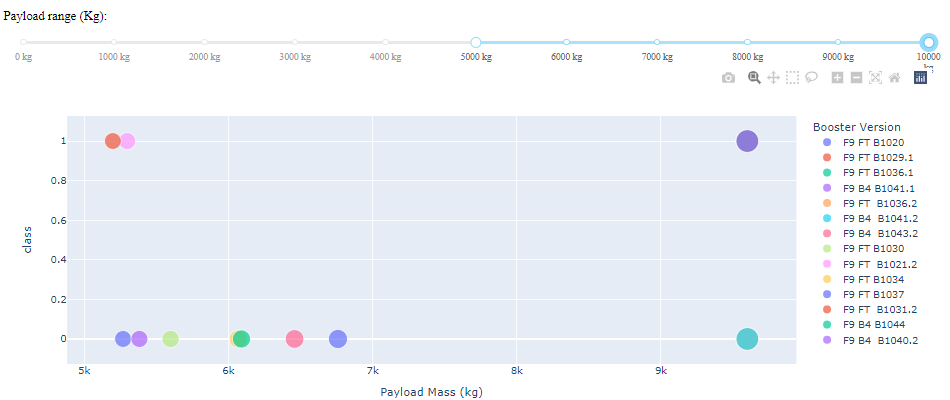 Payload range (Kg):
0 kg 1000 kg 2000 kg 3000 kg 4000 kg 5000 kg 6000 kg 7000 kg 8000 kg 9000 kg 10000
kg
Booster Version
F9 FT B1020
F9 FT B1029.1
F9 FT B1036.1
F9 B4 B1041.1
F9 FT  B1036.2
F9 B4  B1041.2
F9 B4  B1043.2
F9 FT B1030
F9 FT  B1021.2
F9 FT B1034
F9 FT B1037
F9 FT  B1031.2
F9 B4 B1044
F9 B4  B1040.2
class
1
0.8
0.6
0.4
0.2
0
5k 6k 7k 8k 9k
Payload Mass (kg)